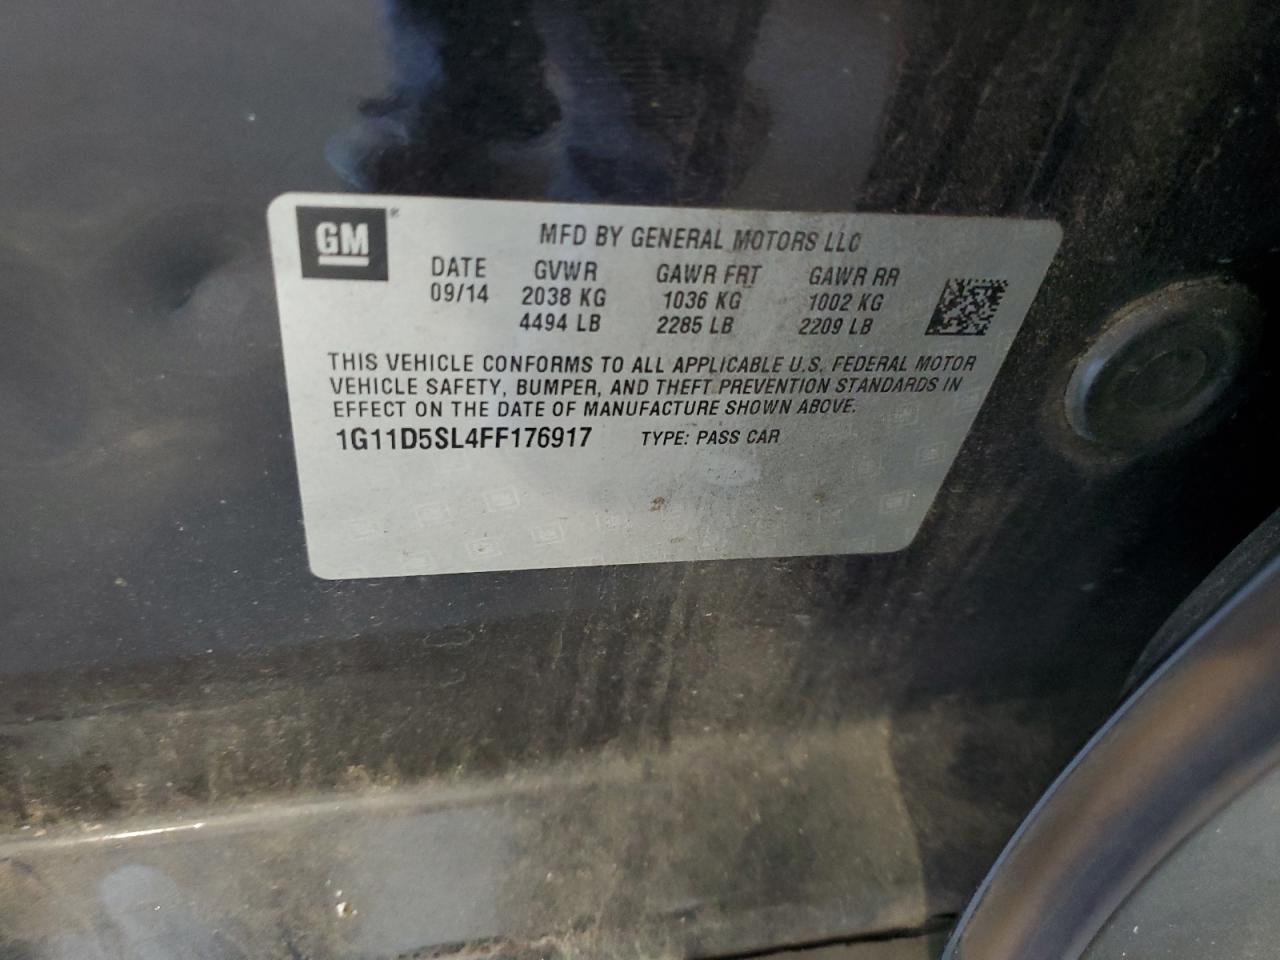 GM
MFD BY GENERAL MOTORS LLC
DATE GVWR GAWR FRT GAWR RR
09/14 2038 KG 1036 KG 1002 KG
4494 LB 2285 LB 2209 LB
THIS VEHICLE CONFORMS TO ALL APPLICABLE U.S. FEDERAL MOTOR
VEHICLE SAFETY, BUMPER, AND THEFT PREVENTION STANDARDS IN
EFFECT ON THE DATE OF MANUFACTURE SHOWN ABOVE.
1G11D5SL4FF176917 TYPE: PASS CAR